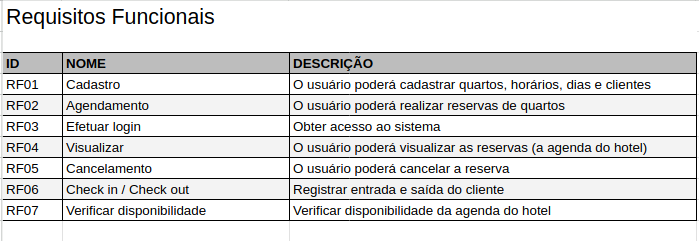 Requisitos Funcionais
ID NOME DESCRIÇÃO
RF01 Cadastro O usuário poderá cadastrar quartos, horários, dias e clientes
RF02 Agendamento O usuário poderá realizar reservas de quartos
RF03 Efetuar login Obter acesso ao sistema
RF04 Visualizar O usuário poderá visualizar as reservas (a agenda do hotel)
RF05 Cancelamento O usuário poderá cancelar a reserva
RF06 Check in / Check out Registrar entrada e saída do cliente
RF07 Verificar disponibilidade Verificar disponibilidade da agenda do hotel